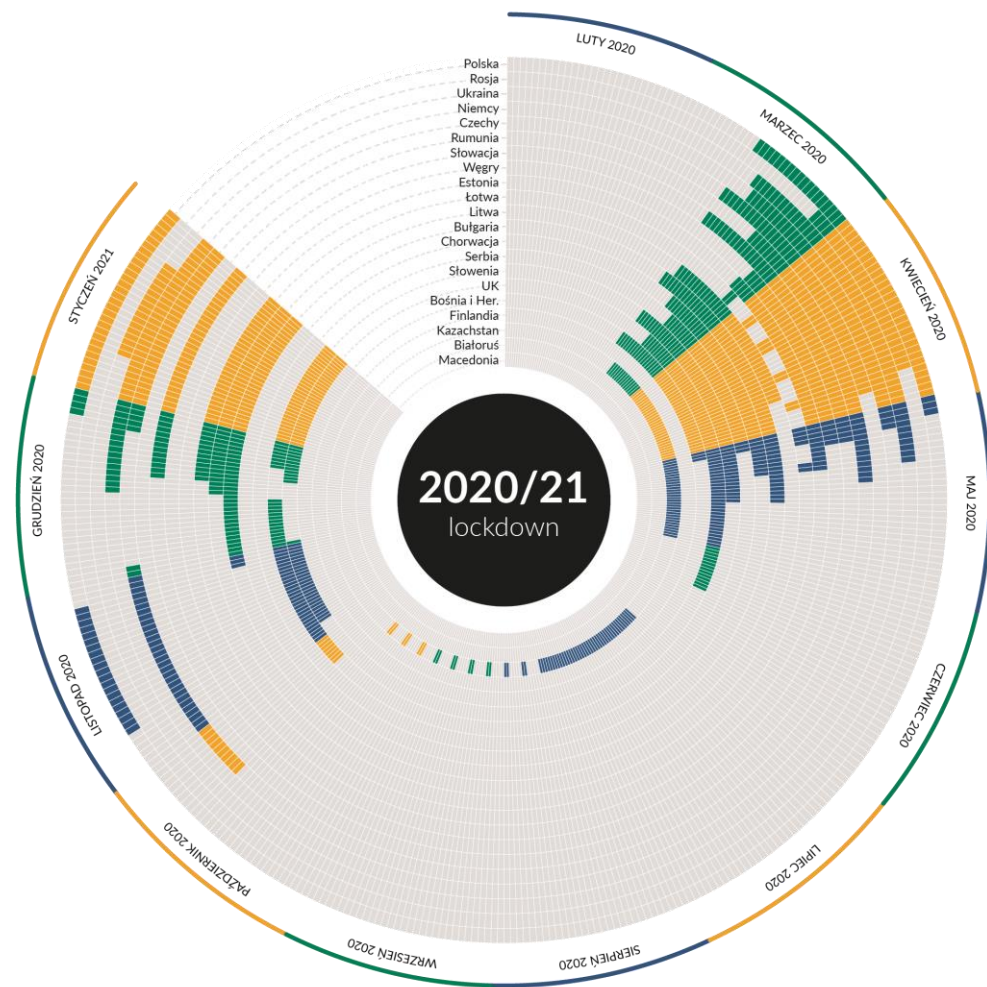 LUTY 2020
MARZEC 2020
KWIECIEŃ 2020
MAJ 2020
CZERWIEC 2020
LIPIEC 2020
SIERPIEŃ 2020
WRZESIEŃ 2020
PAŹDZIERNIK 2020
LISTOPAD 2020
GRUDZIEŃ 2020
STYCZEŃ 2021
Polska
Rosja
Ukraina
Niemcy
Czechy
Rumunia
Słowacja
Węgry
Estonia
Łotwa
Litwa
Bułgaria
Chorwacja
Serbia
Słowenia
UK
Bośnia i Her.
Finlandia
Kazachstan
Białoruś
Macedonia
2020/21
lockdown